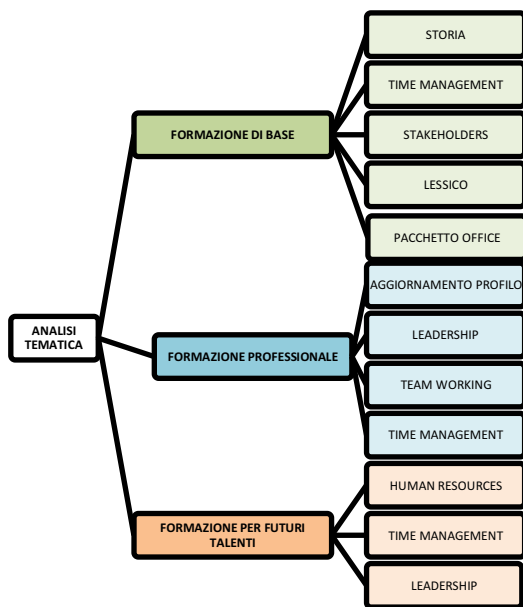 STORIA
TIME MANAGEMENT
FORMAZIONE DI BASE
STAKEHOLDERS
LESSICO
PACCHETTO OFFICE
AGGIORNAMENTO PROFILO
ANALISI
TEMATICA
FORMAZIONE PROFESSIONALE
LEADERSHIP
TEAM WORKING
TIME MANAGEMENT
HUMAN RESOURCES
FORMAZIONE PER FUTURI
TALENTI
TIME MANAGEMENT
LEADERSHIP